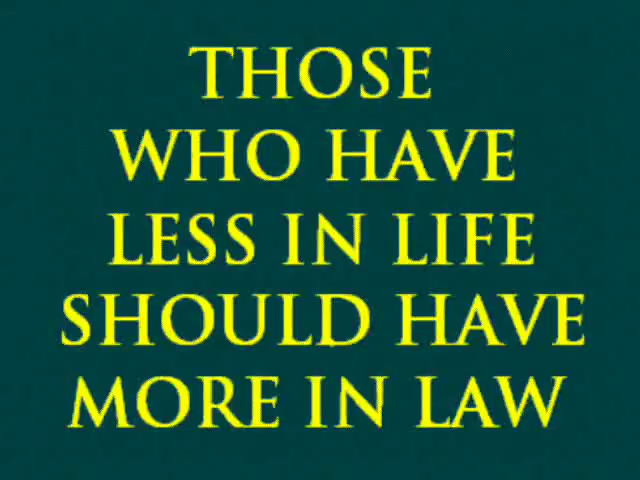 THOSE
WHO HAVE
LESS IN LIFE
SHOULD HAVE
MORE IN LAW